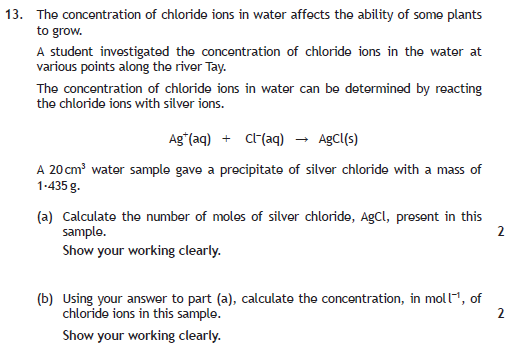 13. The concentration of chloride ions in water affects the ability of some plants
to grow.
A student investigated the concentration of chloride ions in the water at
various points along the river Tay.
The concentration of chloride ions in water can be determined by reacting
the chloride ions with silver ions.
Ag⁺(aq) + Cl⁻(aq) → AgCl(s)
A 20 cm³ water sample gave a precipitate of silver chloride with a mass of
1·435 g.
(a) Calculate the number of moles of silver chloride, AgCl, present in this
sample. 2
Show your working clearly.
(b) Using your answer to part (a), calculate the concentration, in mol l⁻¹, of
chloride ions in this sample. 2
Show your working clearly.